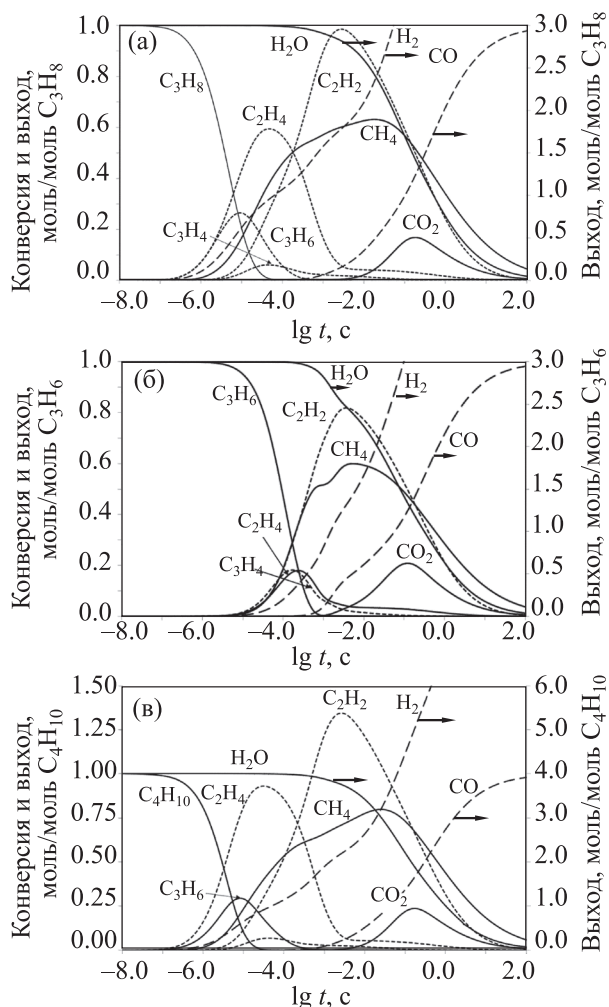 (а)
Конверсия и выход,
моль/моль C₃H₈
1.0
0.8
0.6
0.4
0.2
0.0
H₂O
H₂
C₃H₈
C₂H₂
CO
C₂H₄
CH₄
C₃H₄
C₃H₆
CO₂
3.0
2.5
2.0
1.5
1.0
0.5
0.0
Выход, моль/моль C₃H₈
–8.0 –6.0 –4.0 –2.0 0.0 2.0
lg t, с
(б)
Конверсия и выход,
моль/моль C₃H₆
1.0
0.8
0.6
0.4
0.2
0.0
C₃H₆
H₂O
H₂
C₂H₂
CO
CH₄
C₂H₄
C₃H₄
CO₂
3.0
2.5
2.0
1.5
1.0
0.5
0.0
Выход, моль/моль C₃H₆
–8.0 –6.0 –4.0 –2.0 0.0 2.0
lg t, с
(в)
Конверсия и выход,
моль/моль C₄H₁₀
1.50
1.25
1.00
0.75
0.50
0.25
0.00
C₂H₂
H₂
H₂O
C₄H₁₀
C₂H₄
CH₄
CO
C₃H₆
CO₂
6.0
5.0
4.0
3.0
2.0
1.0
0.0
Выход, моль/моль C₄H₁₀
–8.0 –6.0 –4.0 –2.0 0.0 2.0
lg t, с